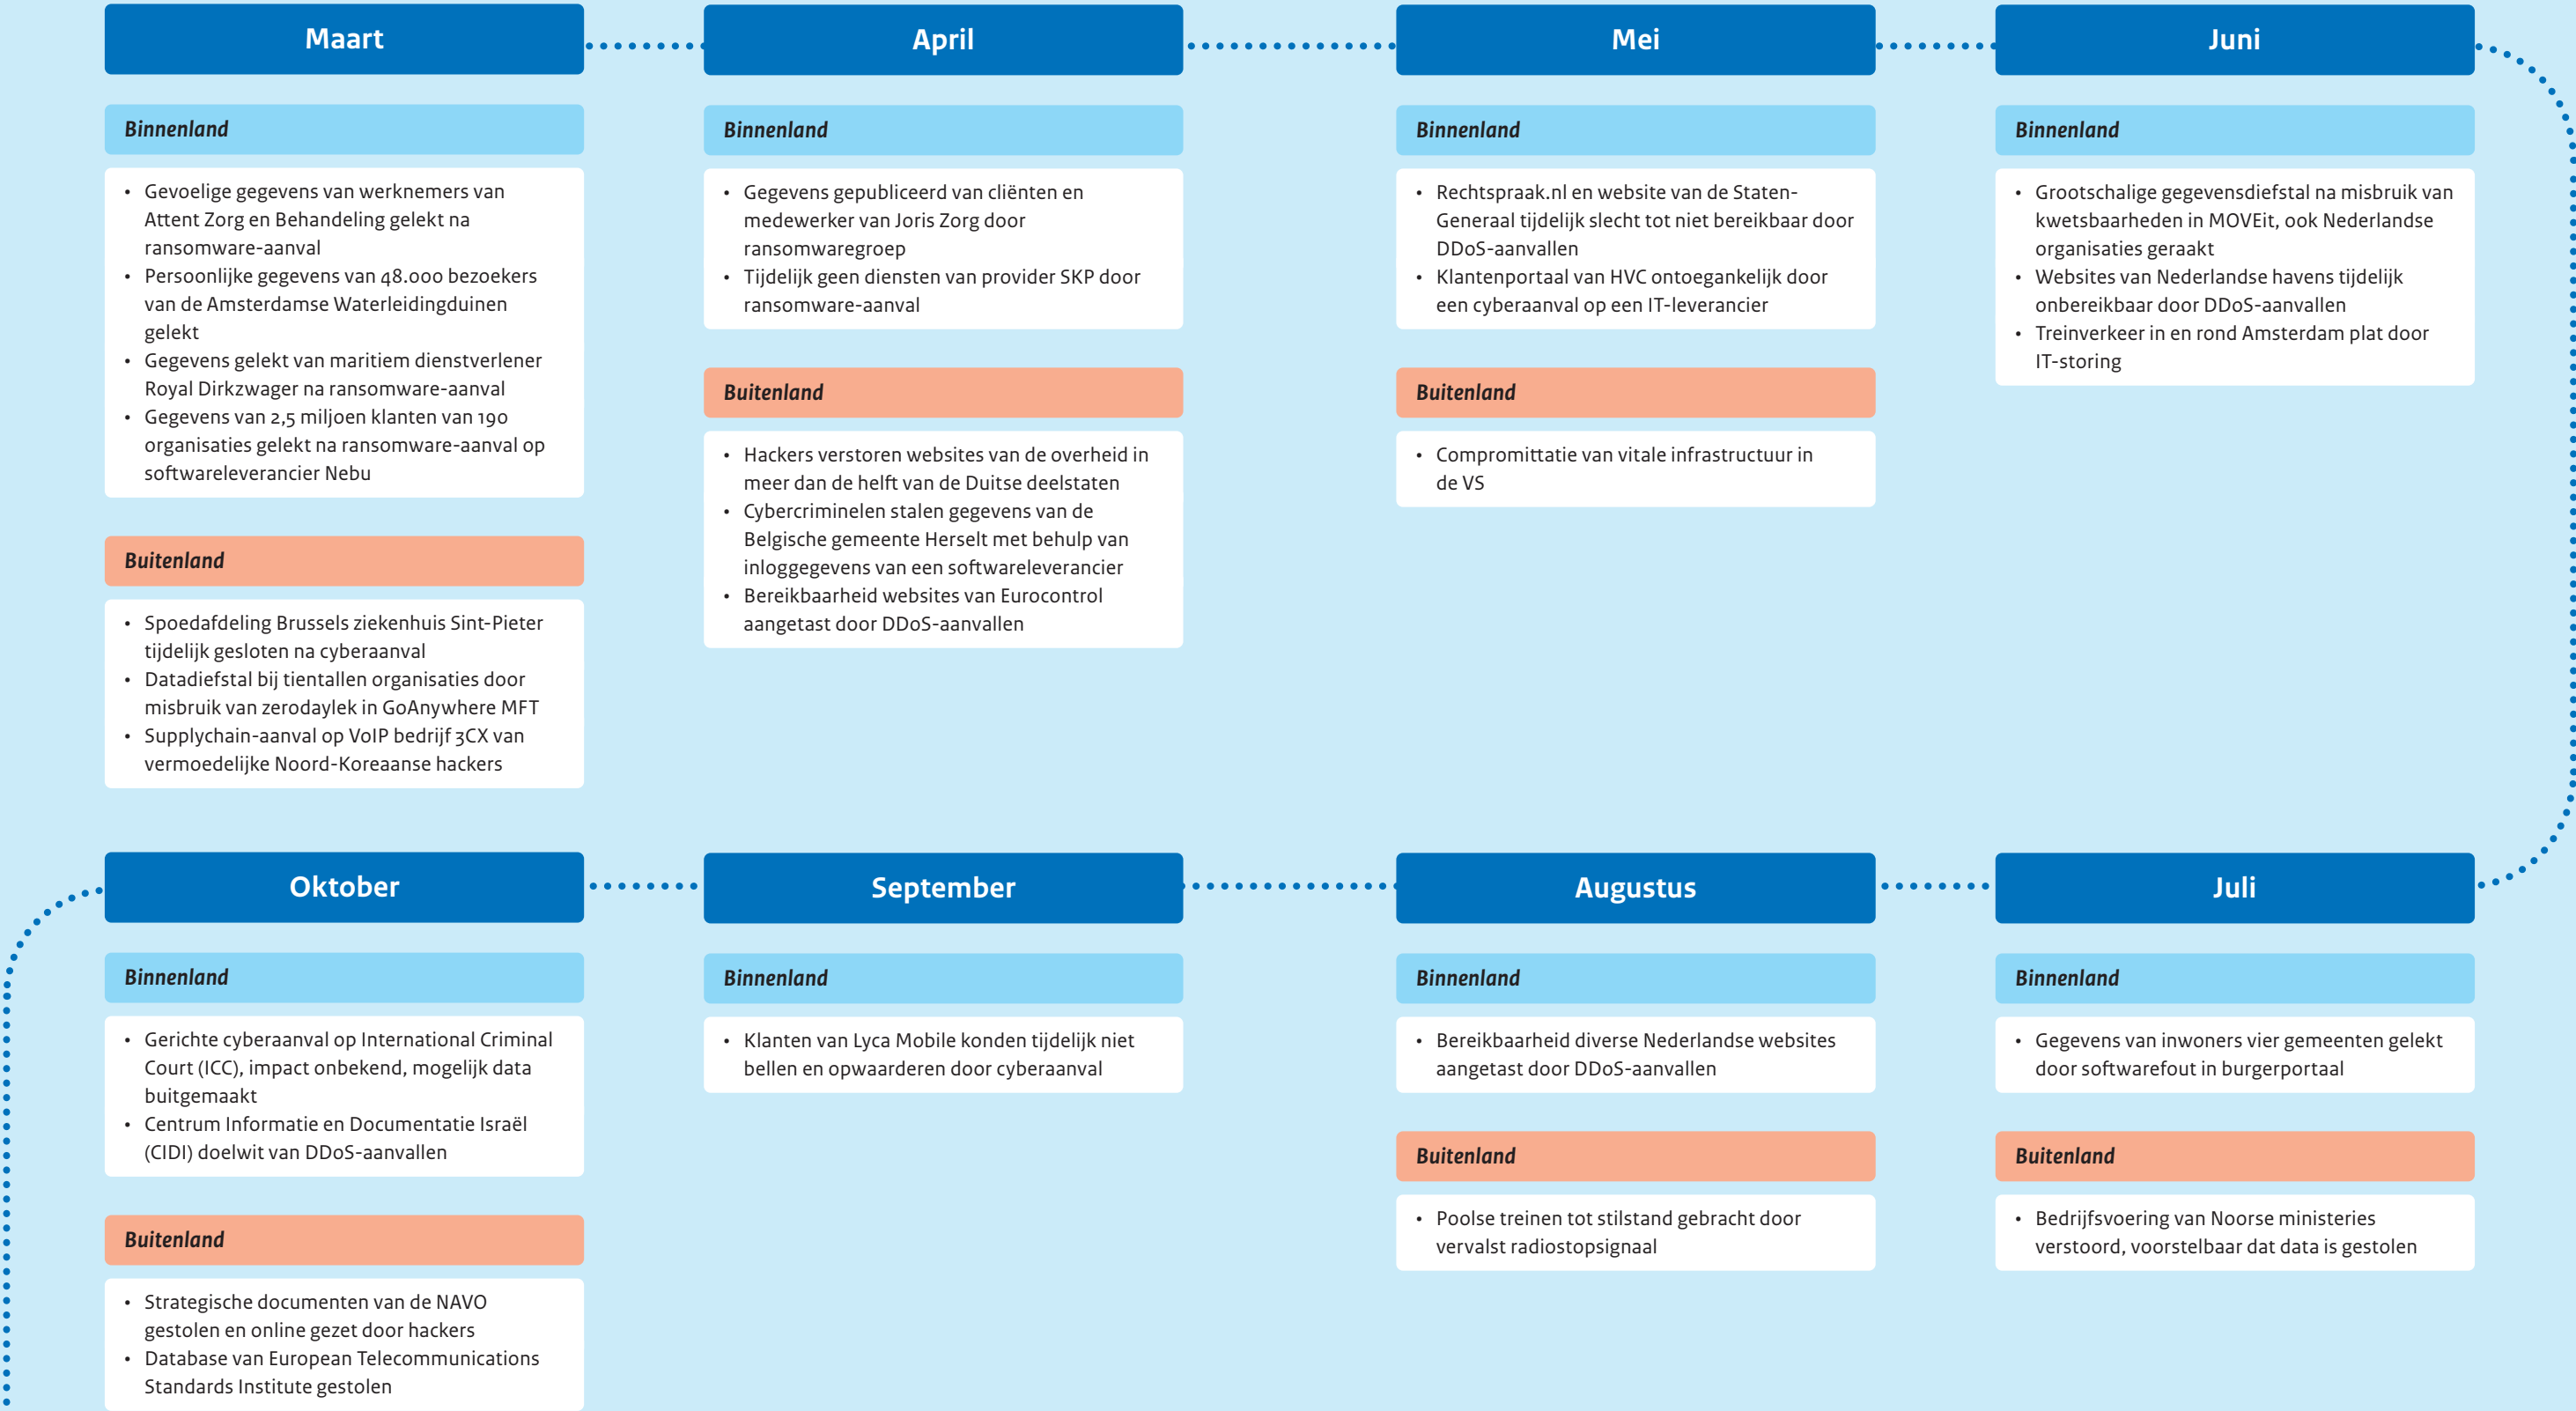 Maart
Binnenland
• Gevoelige gegevens van werknemers van
Attent Zorg en Behandeling gelekt na
ransomware-aanval
• Persoonlijke gegevens van 48.000 bezoekers
van de Amsterdamse Waterleidingduinen
gelekt
• Gegevens gelekt van maritiem dienstverlener
Royal Dirkzwager na ransomware-aanval
• Gegevens van 2,5 miljoen klanten van 190
organisaties gelekt na ransomware-aanval op
softwareleverancier Nebu
Buitenland
• Spoedafdeling Brussels ziekenhuis Sint-Pieter
tijdelijk gesloten na cyberaanval
• Datadiefstal bij tientallen organisaties door
misbruik van zerodaylek in GoAnywhere MFT
• Supplychain-aanval op VoIP bedrijf 3CX van
vermoedelijke Noord-Koreaanse hackers
April
Binnenland
• Gegevens gepubliceerd van cliënten en
medewerker van Joris Zorg door
ransomwaregroep
• Tijdelijk geen diensten van provider SKP door
ransomware-aanval
Buitenland
• Hackers verstoren websites van de overheid in
meer dan de helft van de Duitse deelstaten
• Cybercriminelen stalen gegevens van de
Belgische gemeente Herselt met behulp van
inloggegevens van een softwareleverancier
• Bereikbaarheid websites van Eurocontrol
aangetast door DDoS-aanvallen
Mei
Binnenland
• Rechtspraak.nl en website van de Staten-
Generaal tijdelijk slecht tot niet bereikbaar door
DDoS-aanvallen
• Klantenportaal van HVC ontoegankelijk door
een cyberaanval op een IT-leverancier
Buitenland
• Compromittatie van vitale infrastructuur in
de VS
Juni
Binnenland
• Grootschalige gegevensdiefstal na misbruik van
kwetsbaarheden in MOVEit, ook Nederlandse
organisaties geraakt
• Websites van Nederlandse havens tijdelijk
onbereikbaar door DDoS-aanvallen
• Treinverkeer in en rond Amsterdam plat door
IT-storing
Juli
Binnenland
• Gegevens van inwoners vier gemeenten gelekt
door softwarefout in burgerportaal
Buitenland
• Bedrijfsvoering van Noorse ministeries
verstoord, voorstelbaar dat data is gestolen
Augustus
Binnenland
• Bereikbaarheid diverse Nederlandse websites
aangetast door DDoS-aanvallen
Buitenland
• Poolse treinen tot stilstand gebracht door
vervalst radiostopsignaal
September
Binnenland
• Klanten van Lyca Mobile konden tijdelijk niet
bellen en opwaarderen door cyberaanval
Oktober
Binnenland
• Gerichte cyberaanval op International Criminal
Court (ICC), impact onbekend, mogelijk data
buitgemaakt
• Centrum Informatie en Documentatie Israël
(CIDI) doelwit van DDoS-aanvallen
Buitenland
• Strategische documenten van de NAVO
gestolen en online gezet door hackers
• Database van European Telecommunications
Standards Institute gestolen